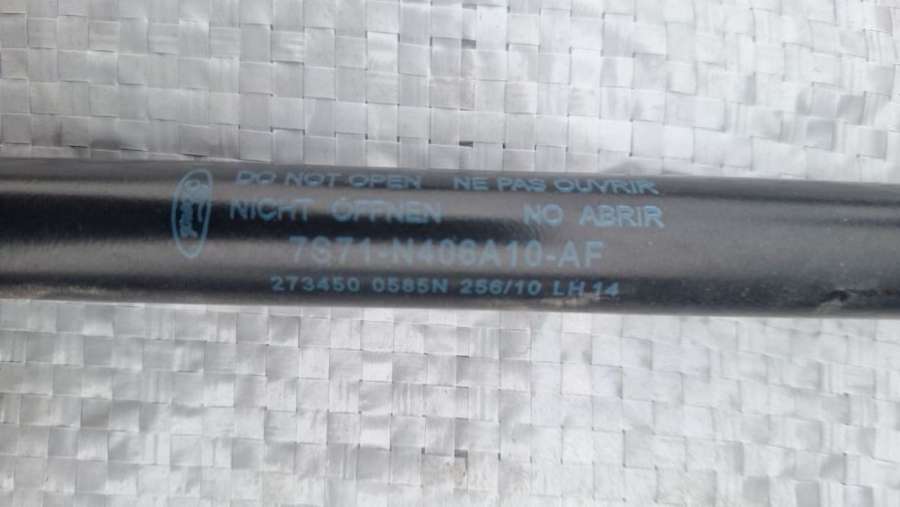 DO NOT OPEN NE PAS OUVRIR
NICHT ÖFFNEN NO ABRIR
7S71-N406A10-AF
273450 0585N 256/10 LH 14